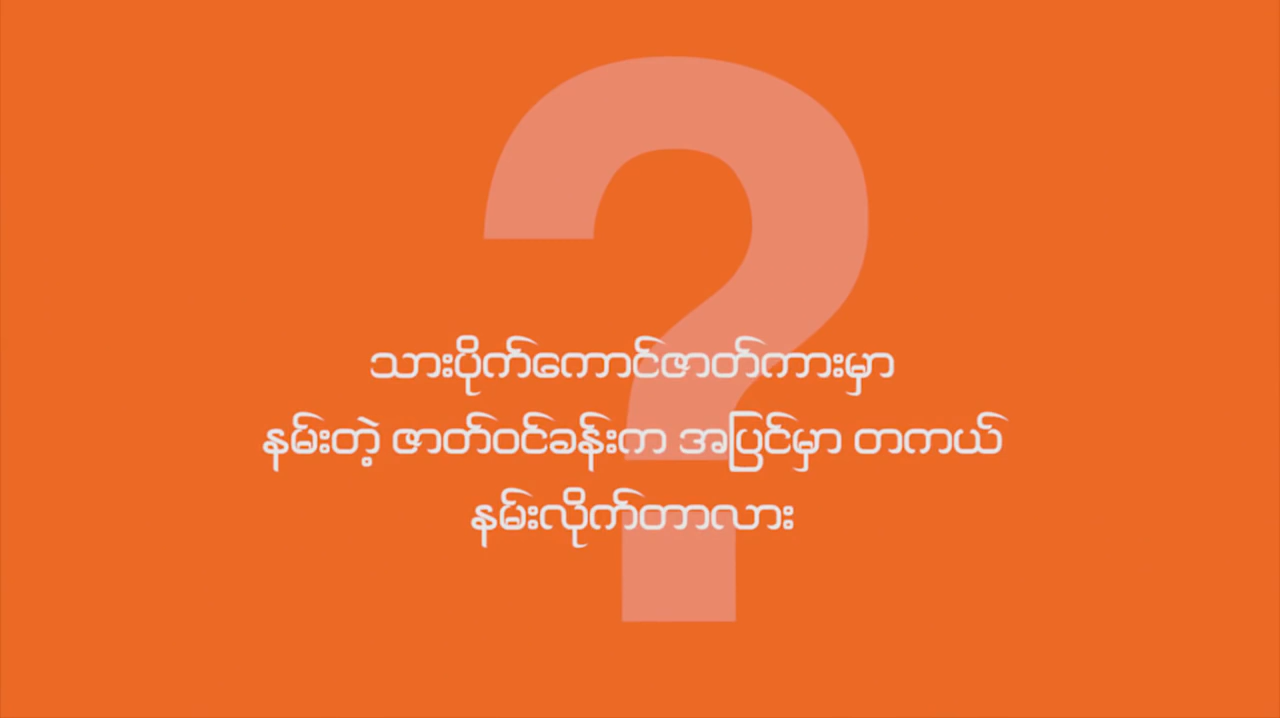 သားပိုက်ကောင်ဇာတ်ကားမှာ
နမ်းတဲ့ ဇာတ်ဝင်ခန်းက အပြင်မှာ တကယ်
နမ်းလိုက်တာလား
?